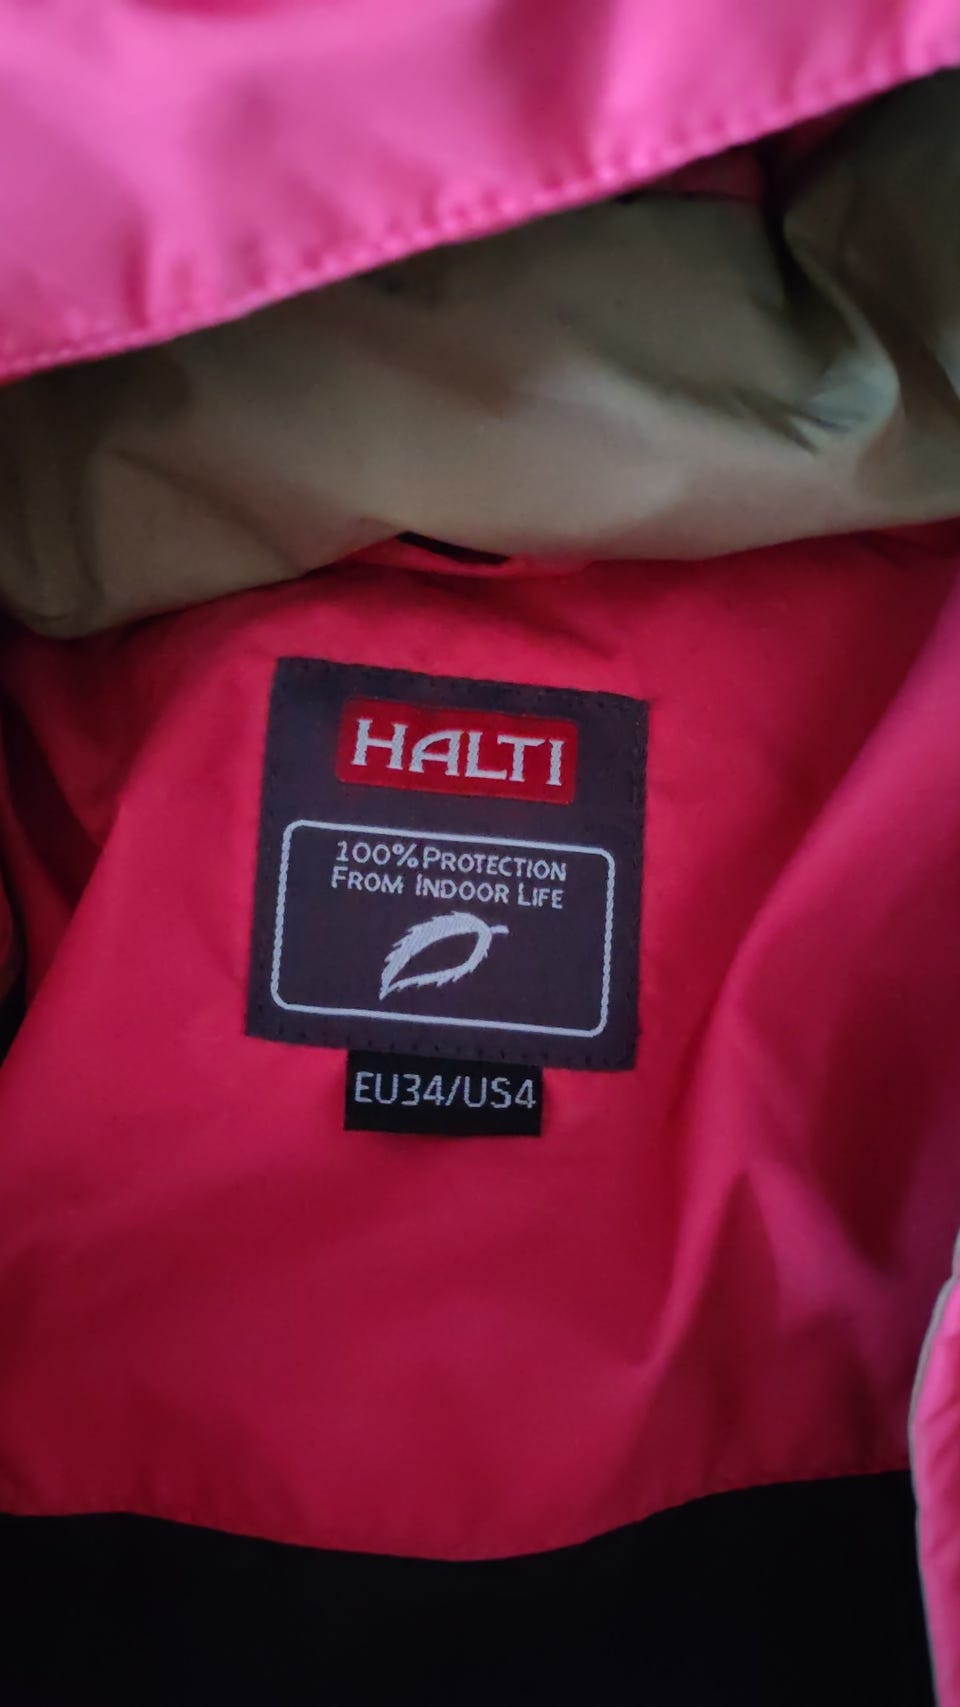 HALTI
100% PROTECTION
FROM INDOOR LIFE
EU34/US4